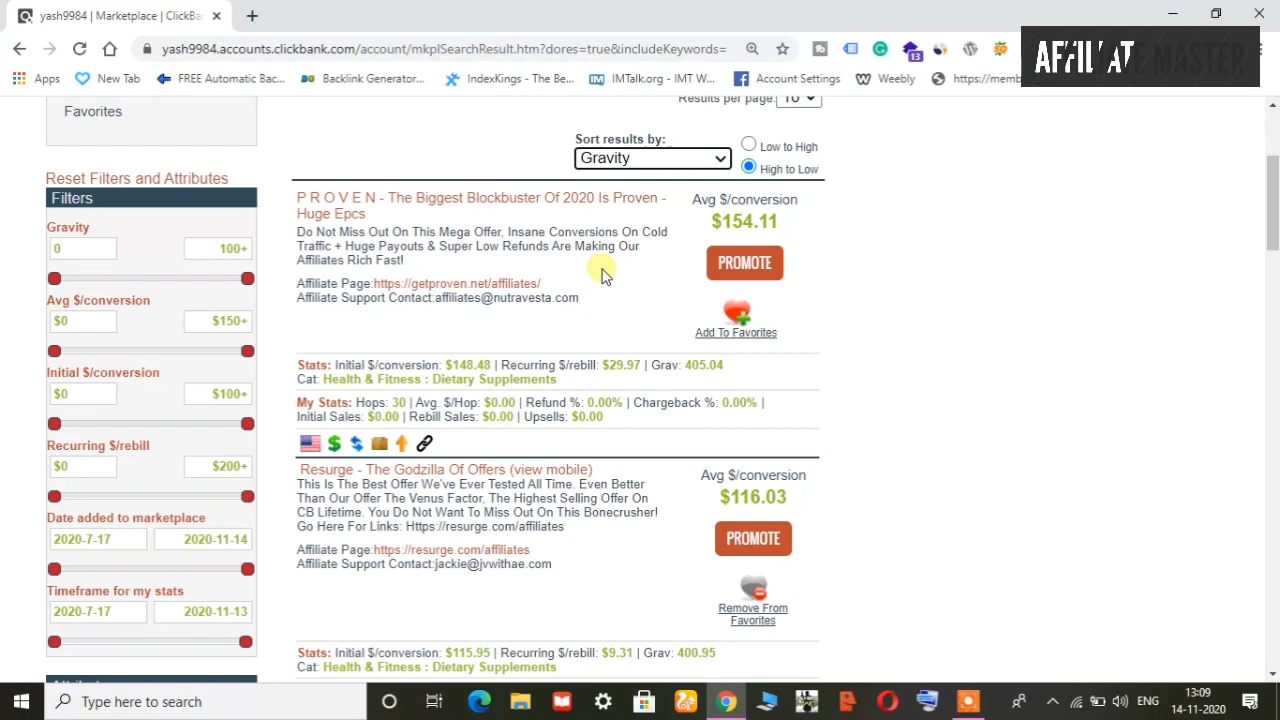 yash9984 | Marketplace | ClickBa
yash9984.accounts.clickbank.com/account/mkplSearchResult.htm?dores=true&includeKeywords=
13
Apps
New Tab
FREE Automatic Bac...
Backlink Generator...
IndexKings - The Be...
IMTalk.org - IMT W...
Account Settings
Weebly
https://memb
AFFILIAT
MASTER
Favorites
Results per page: 10
Sort results by:
Gravity
Low to High
High to Low
Reset Filters and Attributes
Filters
Gravity
0 100+
Avg $/conversion
$0 $150+
Initial $/conversion
$0 $100+
Recurring $/rebill
$0 $200+
Date added to marketplace
2020-7-17 2020-11-14
Timeframe for my stats
2020-7-17 2020-11-13
P R O V E N - The Biggest Blockbuster Of 2020 Is Proven -
Huge Epcs
Do Not Miss Out On This Mega Offer, Insane Conversions On Cold
Traffic + Huge Payouts & Super Low Refunds Are Making Our
Affiliates Rich Fast!
Affiliate Page:https://getproven.net/affiliates/
Affiliate Support Contact:affiliates@nutravesta.com
Avg $/conversion
$154.11
PROMOTE
Add To Favorites
Stats: Initial $/conversion: $148.48 | Recurring $/rebill: $29.97 | Grav: 405.04
Cat: Health & Fitness : Dietary Supplements
My Stats: Hops: 30 | Avg. $/Hop: $0.00 | Refund %: 0.00% | Chargeback %: 0.00% |
Initial Sales: $0.00 | Rebill Sales: $0.00 | Upsells: $0.00
Resurge - The Godzilla Of Offers (view mobile)
This Is The Best Offer We've Ever Tested All Time. Even Better
Than Our Offer The Venus Factor, The Highest Selling Offer On
CB Lifetime. You Do Not Want To Miss Out On This Bonecrusher!
Go Here For Links: Https://resurge.com/affiliates
Affiliate Page:https://resurge.com/affiliates
Affiliate Support Contact:jackie@jvwithae.com
Avg $/conversion
$116.03
PROMOTE
Remove From
Favorites
Stats: Initial $/conversion: $115.95 | Recurring $/rebill: $9.31 | Grav: 400.95
Cat: Health & Fitness : Dietary Supplements
Type here to search
ENG
13:09
14-11-2020